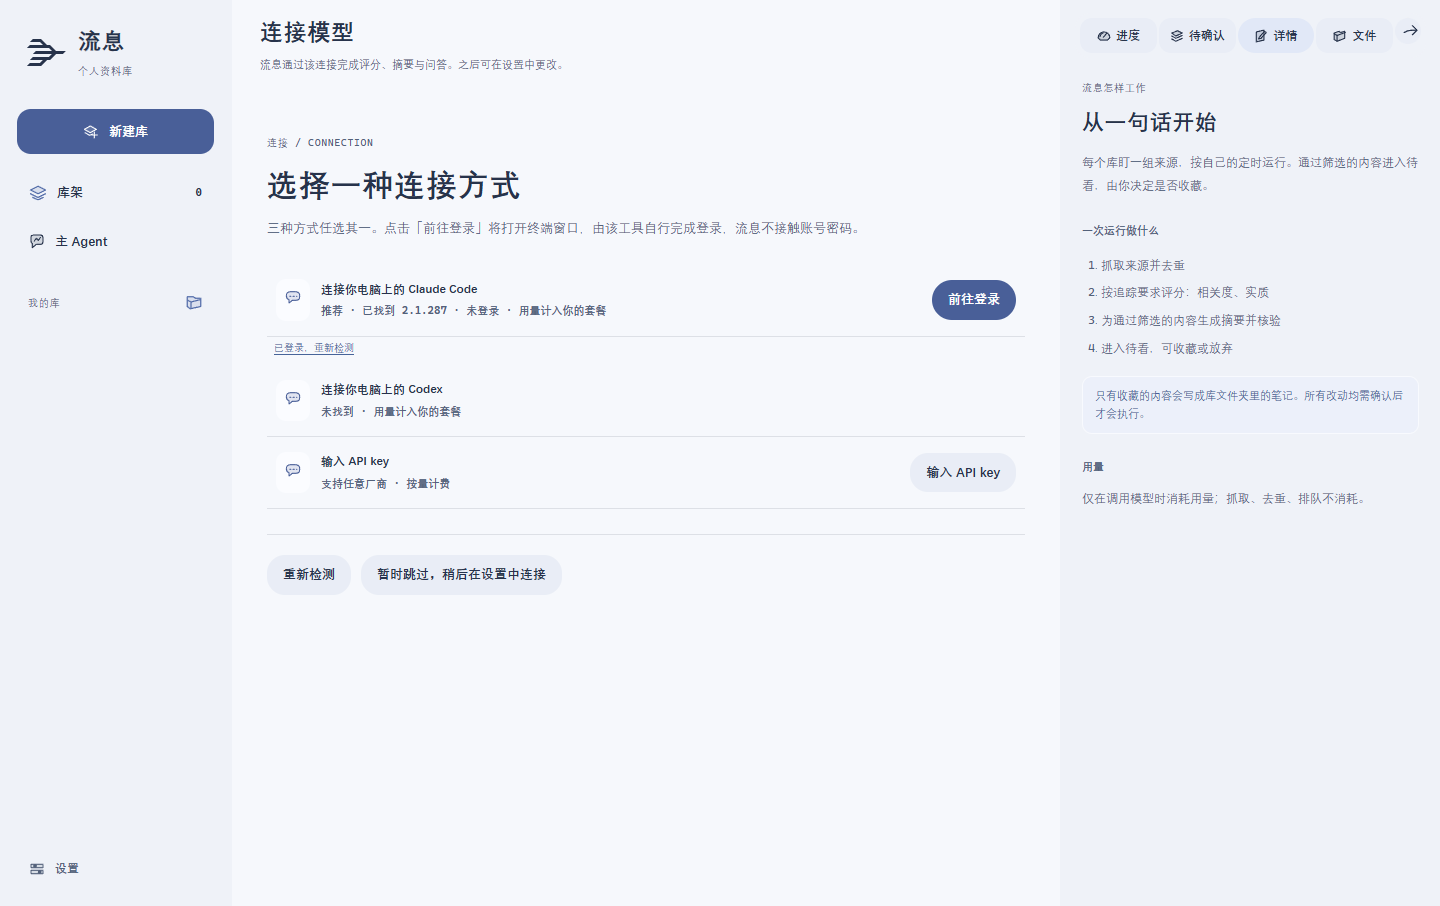 流息
个人资料库
新建库
库架 0
主 Agent
我的库
设置
连接模型
流息通过该连接完成评分、摘要与问答。之后可在设置中更改。
连接 / CONNECTION
选择一种连接方式
三种方式任选其一。点击「前往登录」将打开终端窗口，由该工具自行完成登录，流息不接触账号密码。
连接你电脑上的 Claude Code
推荐 · 已找到 2.1.287 · 未登录 · 用量计入你的套餐
前往登录
已登录，重新检测
连接你电脑上的 Codex
未找到 · 用量计入你的套餐
输入 API key
支持任意厂商 · 按量计费
输入 API key
重新检测
暂时跳过，稍后在设置中连接
进度
待确认
详情
文件
流息怎样工作
从一句话开始
每个库盯一组来源，按自己的定时运行。通过筛选的内容进入待
看，由你决定是否收藏。
一次运行做什么
1. 抓取来源并去重
2. 按追踪要求评分：相关度、实质
3. 为通过筛选的内容生成摘要并核验
4. 进入待看，可收藏或放弃
只有收藏的内容会写成库文件夹里的笔记。所有改动均需确认后
才会执行。
用量
仅在调用模型时消耗用量；抓取、去重、排队不消耗。